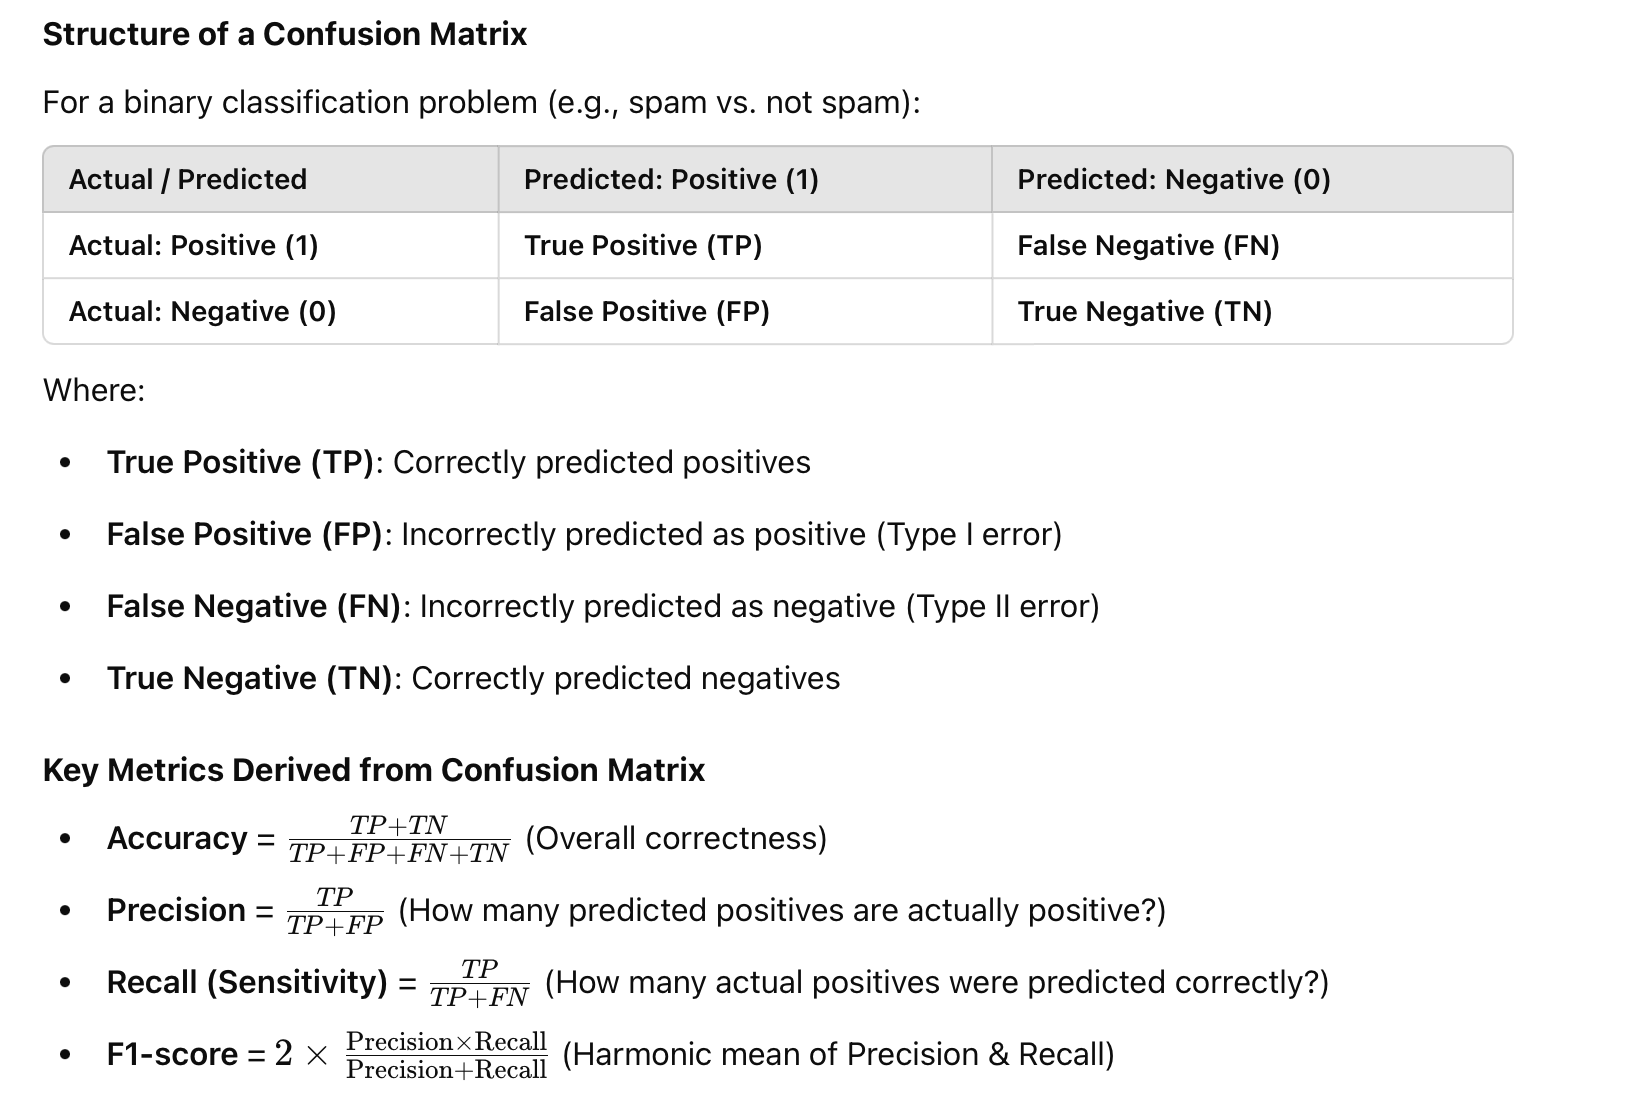 Structure of a Confusion Matrix
For a binary classification problem (e.g., spam vs. not spam):
Actual / Predicted Predicted: Positive (1) Predicted: Negative (0)
Actual: Positive (1) True Positive (TP) False Negative (FN)
Actual: Negative (0) False Positive (FP) True Negative (TN)
Where:
• True Positive (TP): Correctly predicted positives
• False Positive (FP): Incorrectly predicted as positive (Type I error)
• False Negative (FN): Incorrectly predicted as negative (Type II error)
• True Negative (TN): Correctly predicted negatives
Key Metrics Derived from Confusion Matrix
• Accuracy = \frac{TP+TN}{TP+FP+FN+TN} (Overall correctness)
• Precision = \frac{TP}{TP+FP} (How many predicted positives are actually positive?)
• Recall (Sensitivity) = \frac{TP}{TP+FN} (How many actual positives were predicted correctly?)
• F1-score = 2 × \frac{Precision×Recall}{Precision+Recall} (Harmonic mean of Precision & Recall)